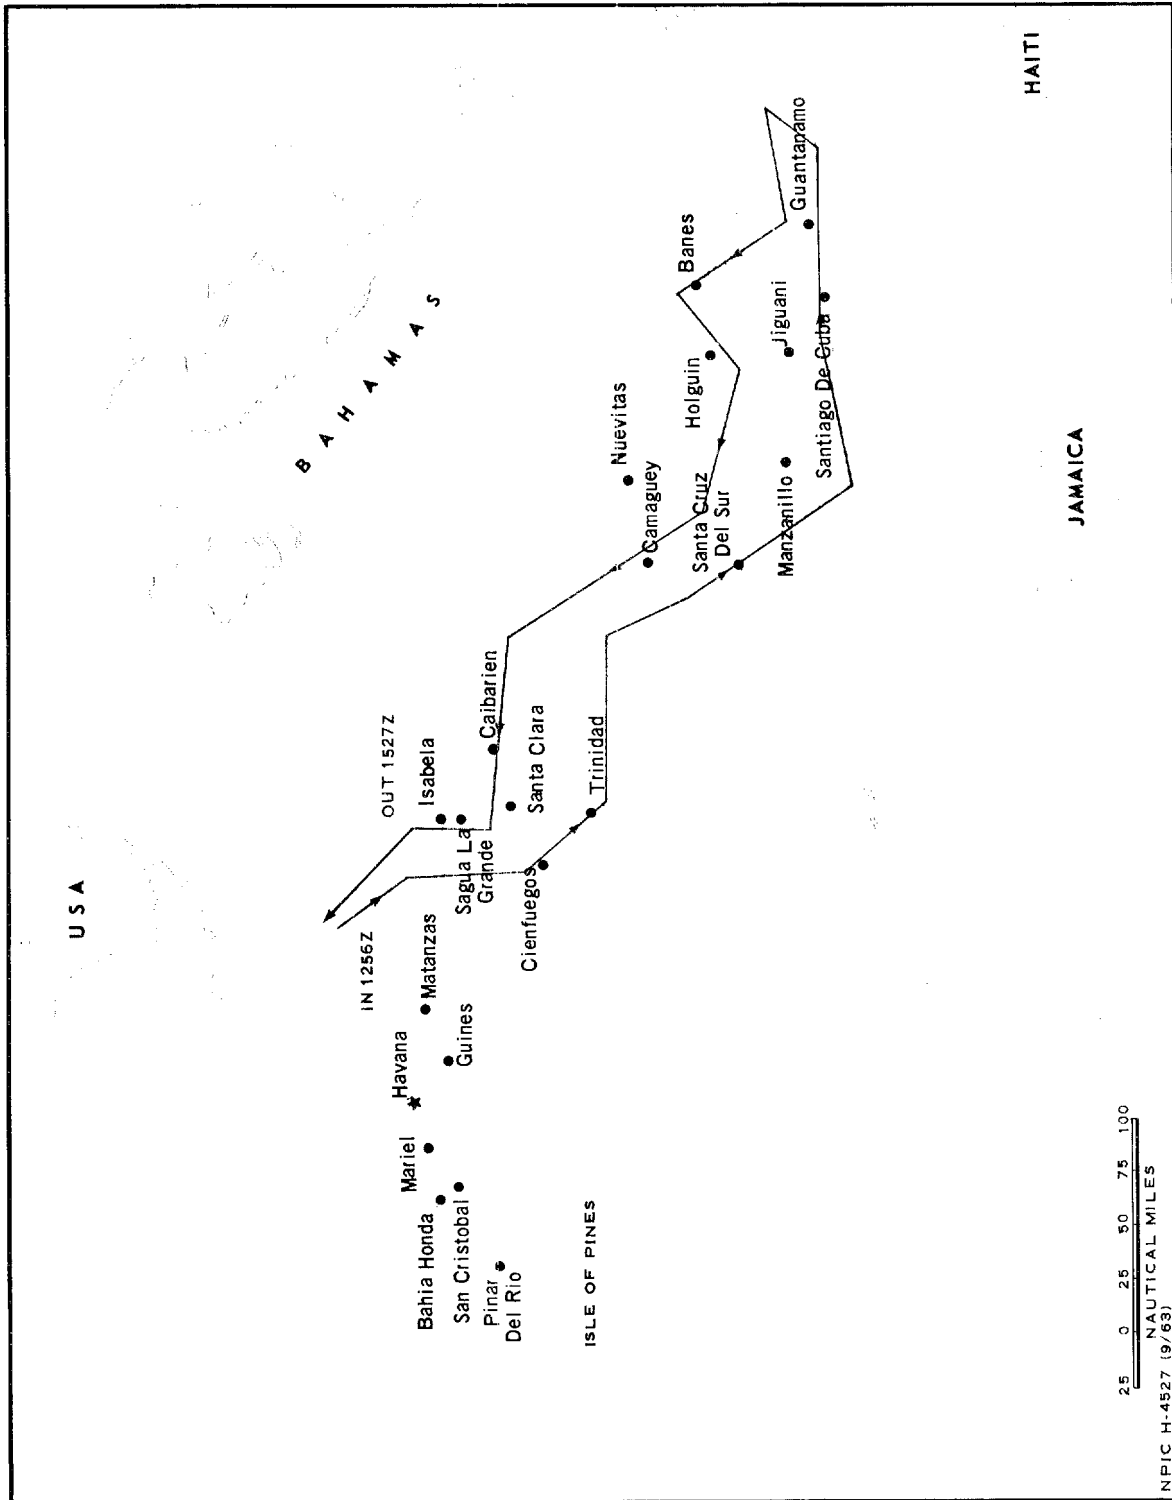 USA
BAHAMAS
HAITI
JAMAICA
ISLE OF PINES
IN 1256Z
OUT 1527Z
Bahia Honda
Mariel
Havana
San Cristobal
Pinar
Del Rio
Guines
Matanzas
Isabela
Sagua La
Grande
Caibarien
Santa Clara
Cienfuegos
Trinidad
Nuevitas
Camaguey
Santa Cruz
Del Sur
Holguin
Banes
Manzanillo
Jiguani
Santiago De Cuba
Guantanamo
25 0 25 50 75 100
NAUTICAL MILES
NPIC H-4527 (9/63)